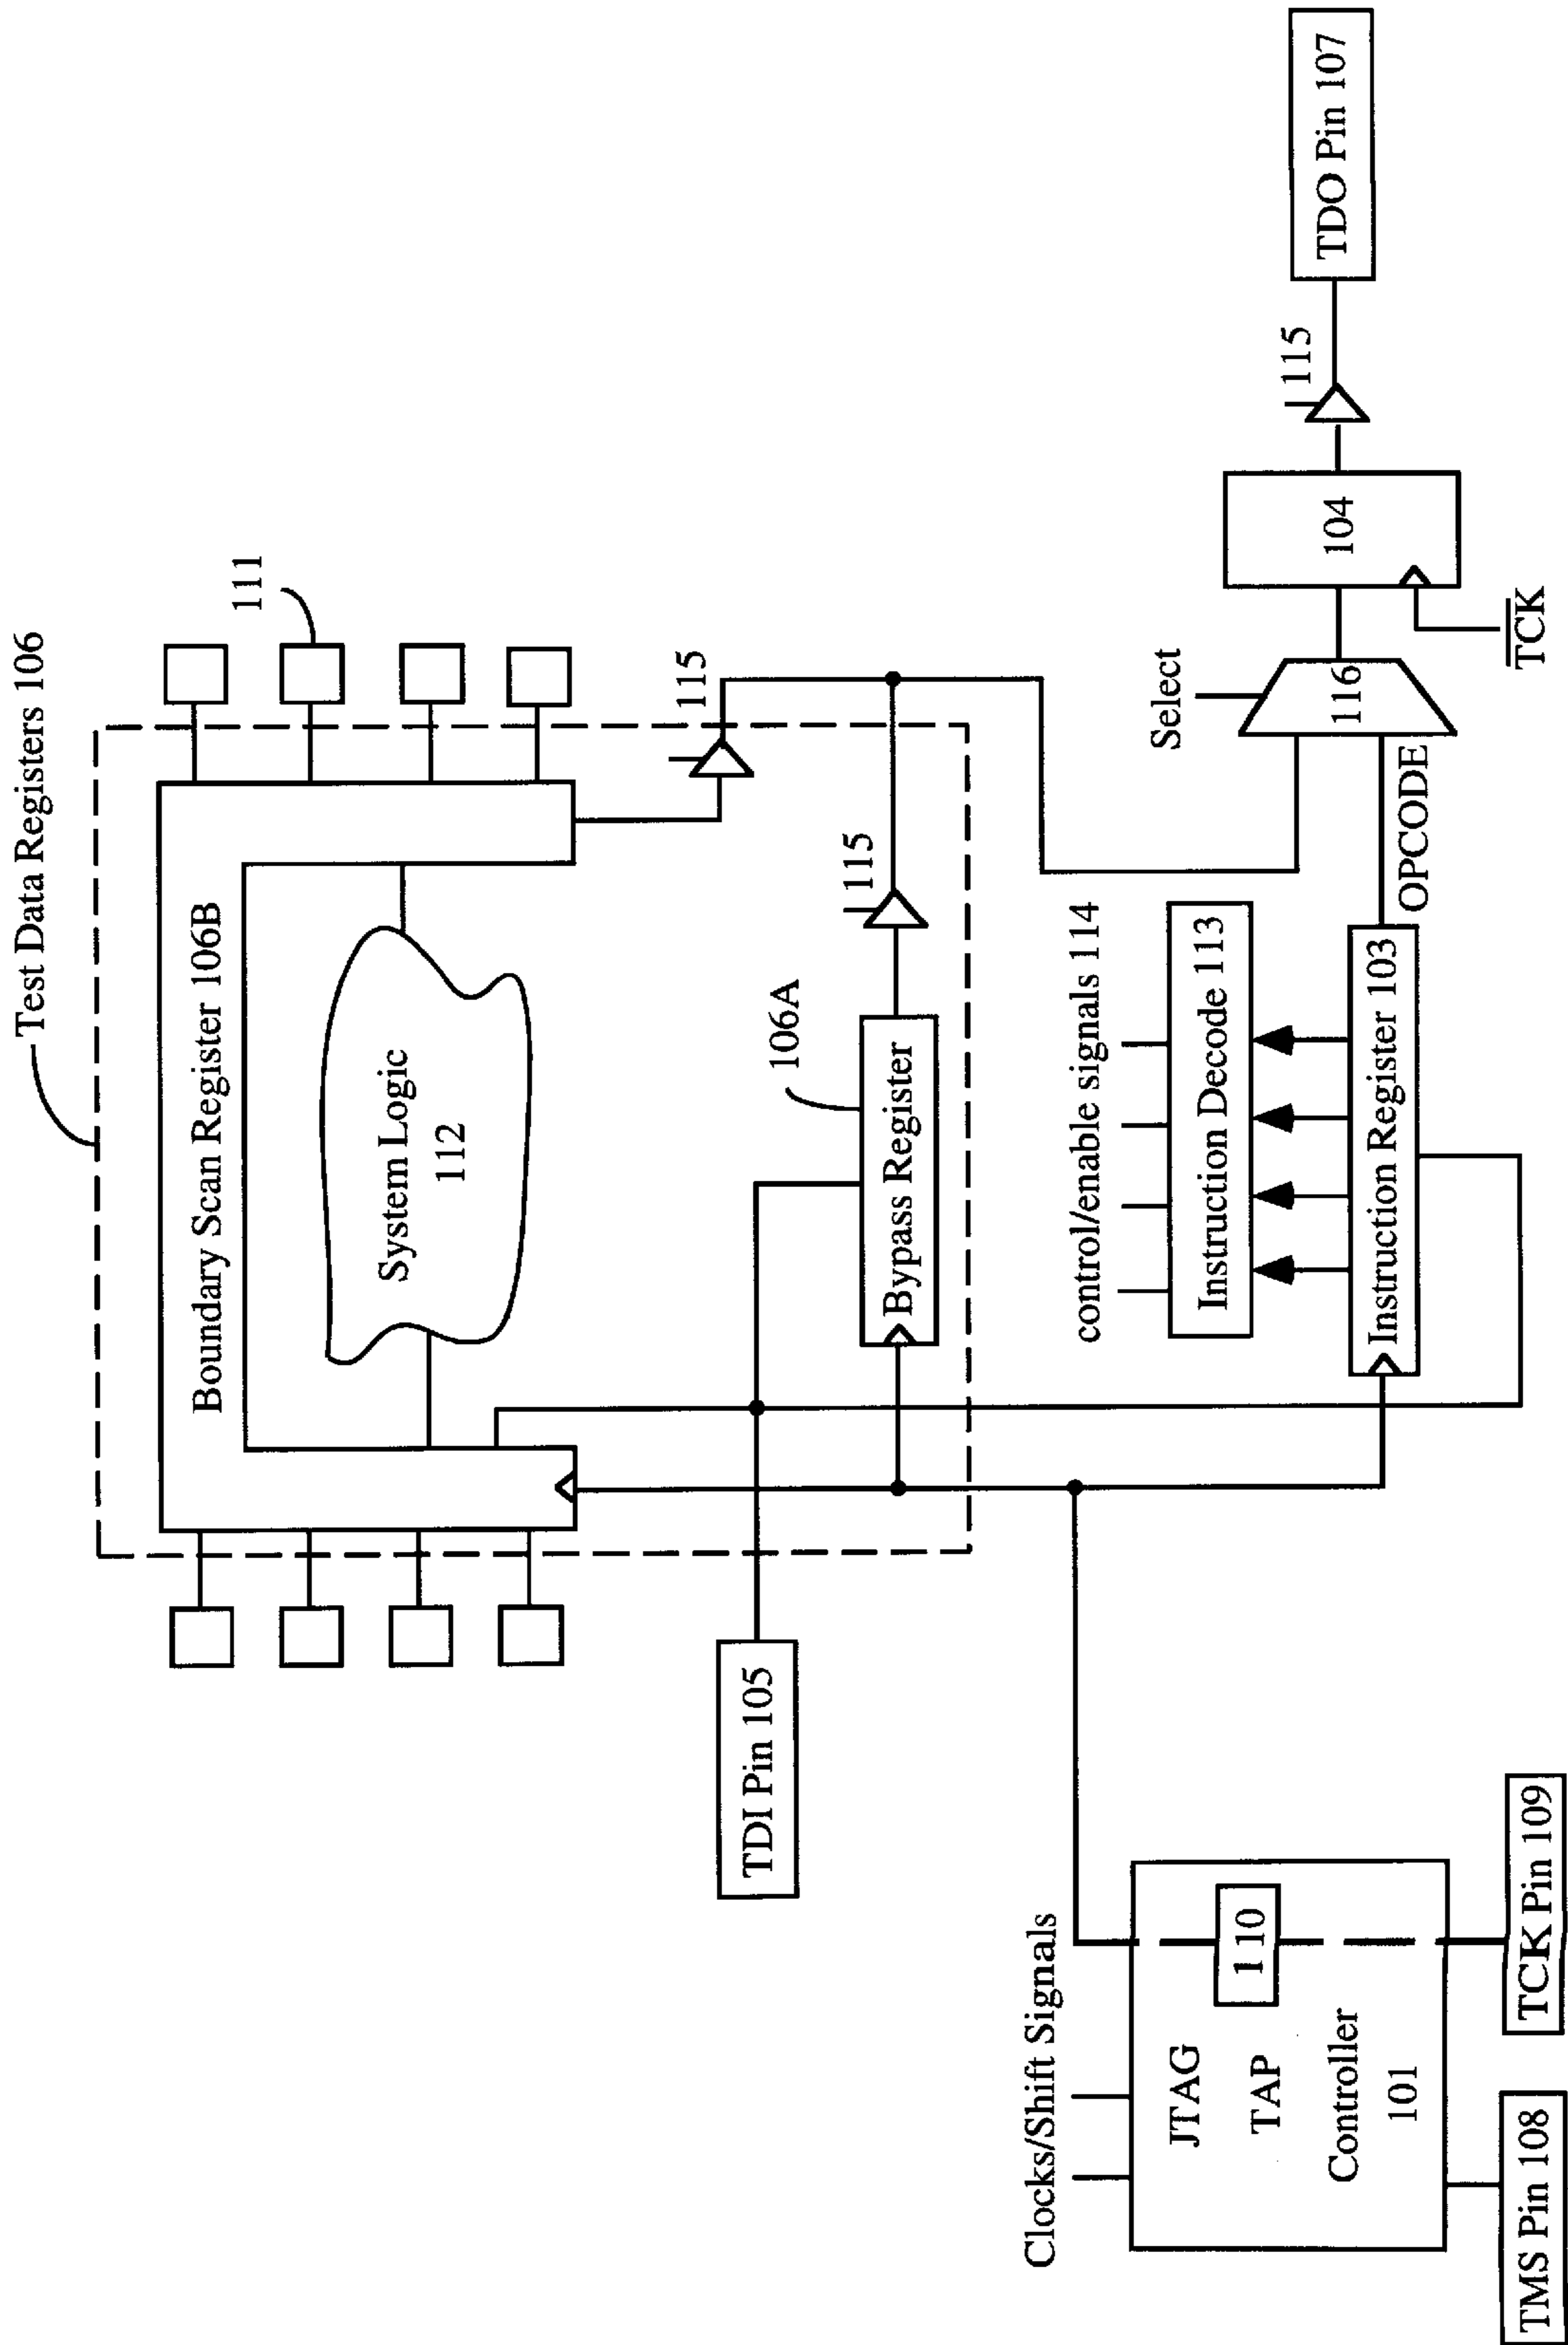 Test Data Registers 106
111
Boundary Scan Register 106B
System Logic
112
115
106A
115
Bypass Register
TDI Pin 105
control/enable signals 114
Instruction Decode 113
Instruction Register 103
OPCODE
Select
116
104
TCK
115
TDO Pin 107
Clocks/Shift Signals
JTAG
110
TAP
Controller
101
TMS Pin 108
TCK Pin 109